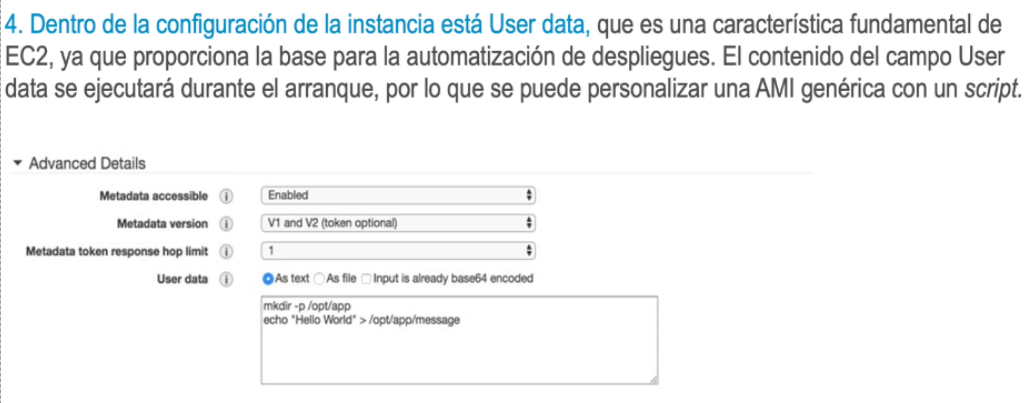 4. Dentro de la configuración de la instancia está User data, que es una característica fundamental de
EC2, ya que proporciona la base para la automatización de despliegues. El contenido del campo User
data se ejecutará durante el arranque, por lo que se puede personalizar una AMI genérica con un script.
Advanced Details
Metadata accessible Enabled
Metadata version V1 and V2 (token optional)
Metadata token response hop limit 1
User data As text As file Input is already base64 encoded
mkdir -p /opt/app
echo "Hello World" > /opt/app/message